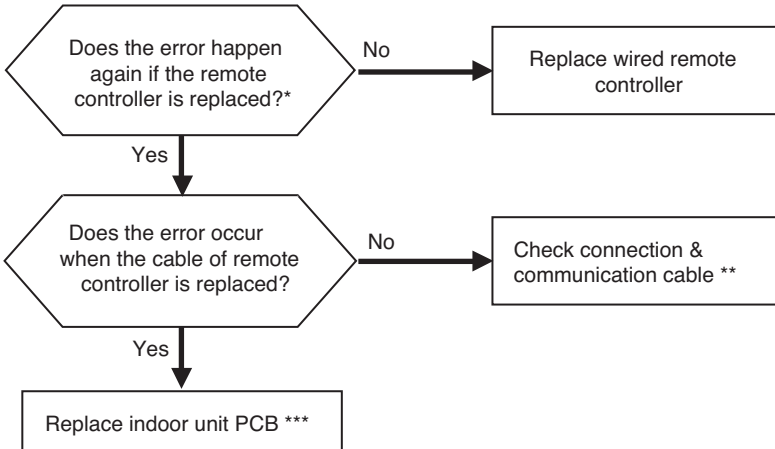 Does the error happen
again if the remote
controller is replaced?*
No
Replace wired remote
controller
Yes
Does the error occur
when the cable of remote
controller is replaced?
No
Check connection &
communication cable **
Yes
Replace indoor unit PCB ***